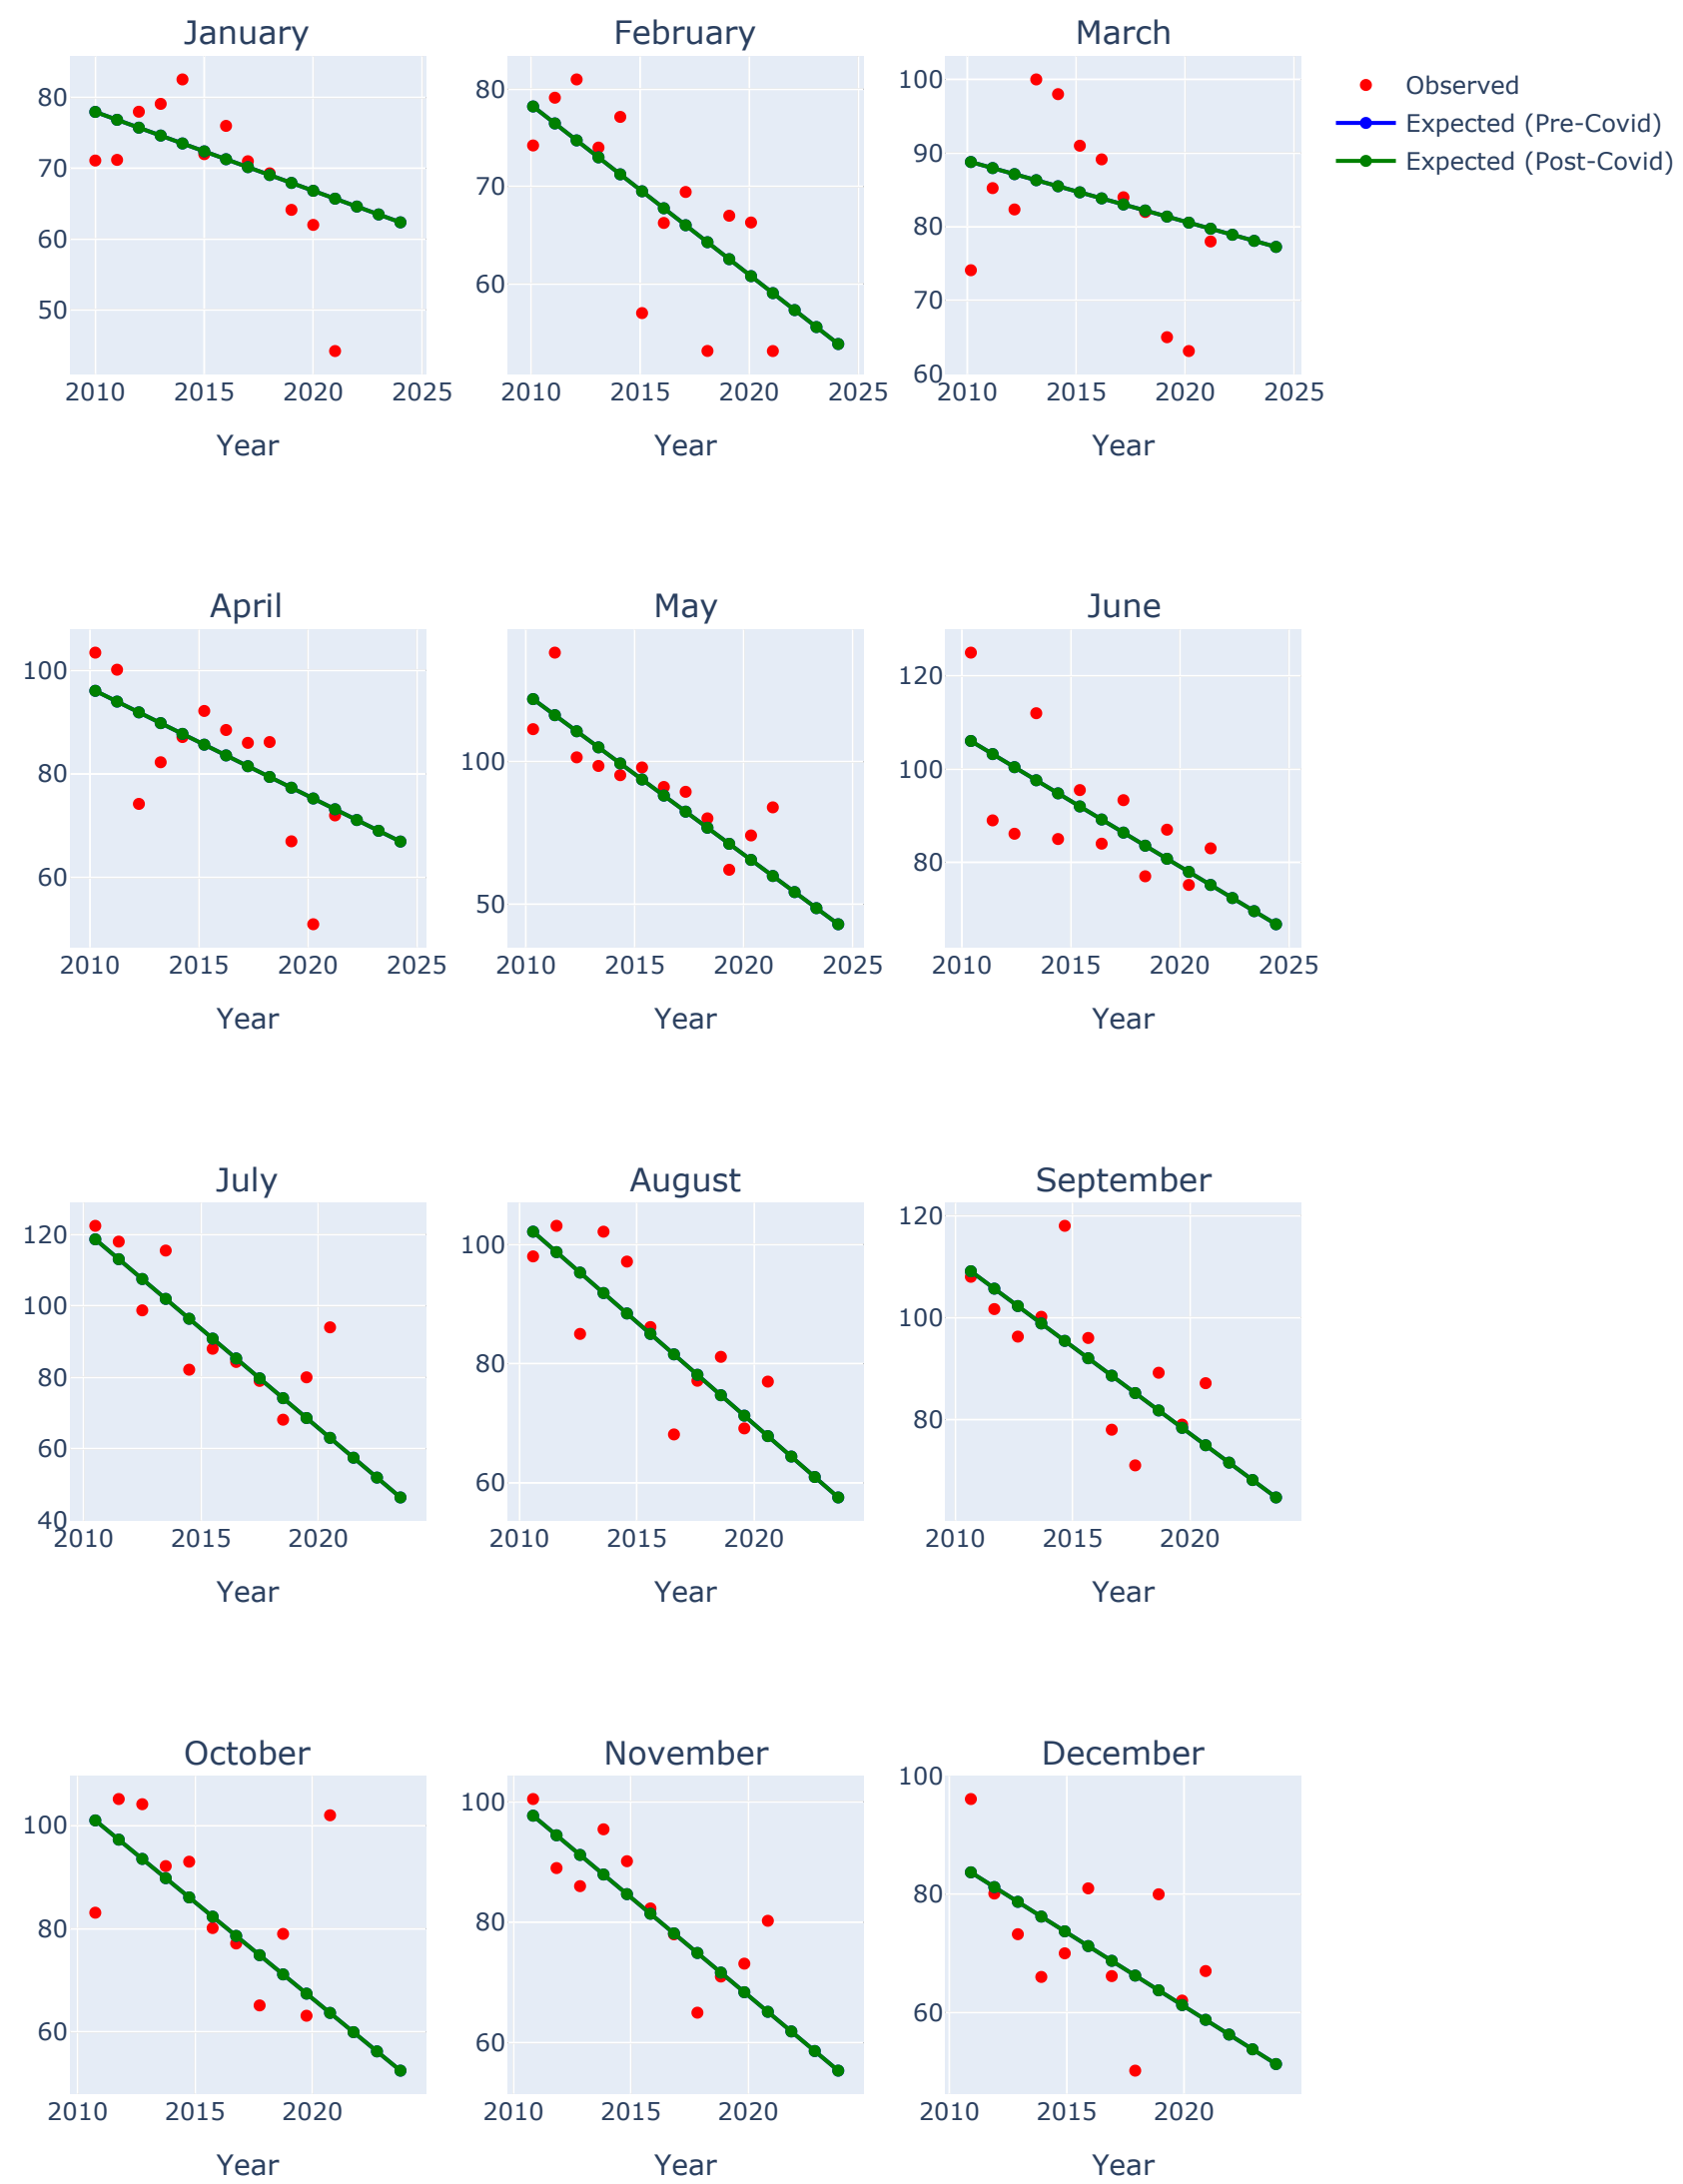 January February March
Observed
Expected (Pre-Covid)
Expected (Post-Covid)
80
70
60
50
2010 2015 2020 2025
Year
80
70
60
2010 2015 2020 2025
Year
100
90
80
70
60
2010 2015 2020 2025
Year
April May June
100
80
60
2010 2015 2020 2025
Year
100
50
2010 2015 2020 2025
Year
120
100
80
2010 2015 2020 2025
Year
July August September
120
100
80
60
40
2010 2015 2020
Year
100
80
60
2010 2015 2020
Year
120
100
80
2010 2015 2020
Year
October November December
100
80
60
2010 2015 2020
Year
100
80
60
2010 2015 2020
Year
100
80
60
2010 2015 2020
Year